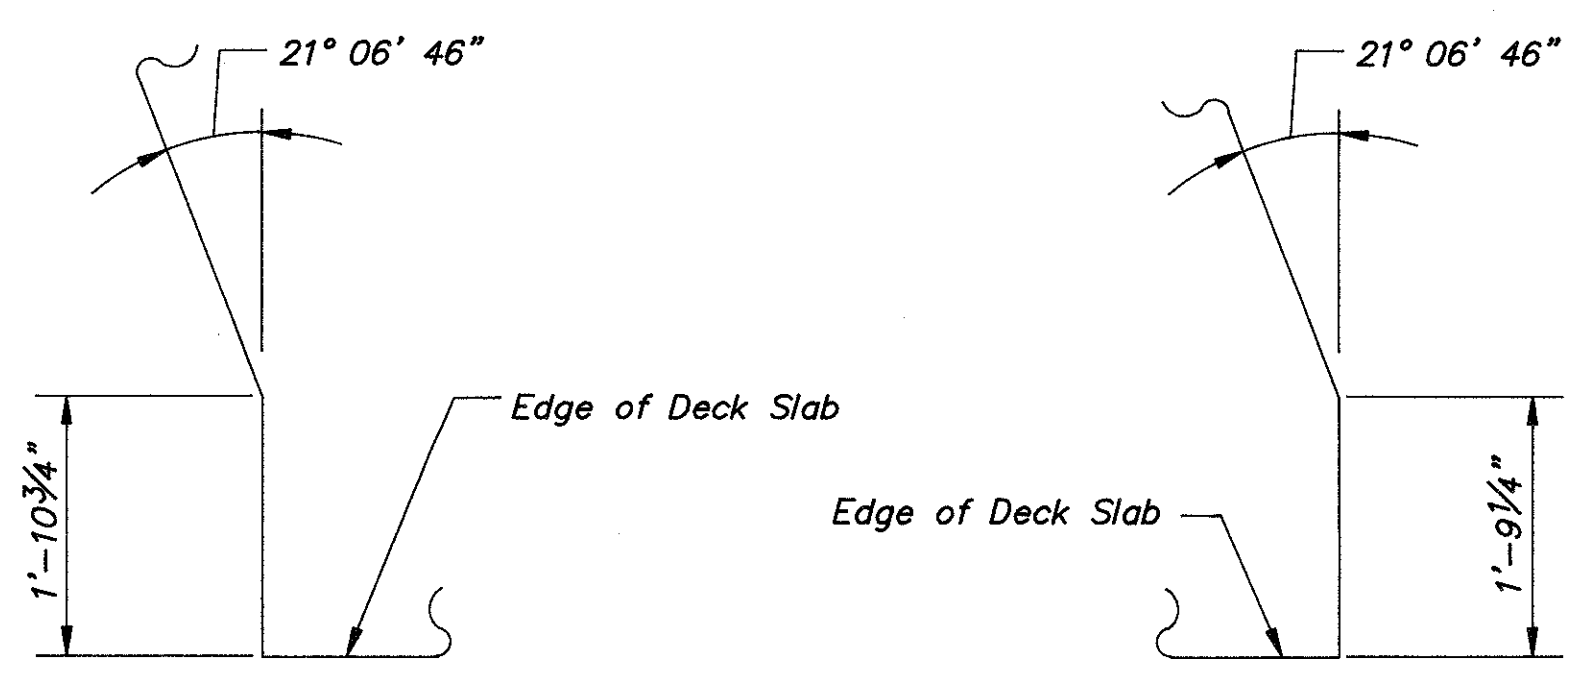 21° 06' 46"
21° 06' 46"
Edge of Deck Slab
1'-10¾"
Edge of Deck Slab
1'-9¼"